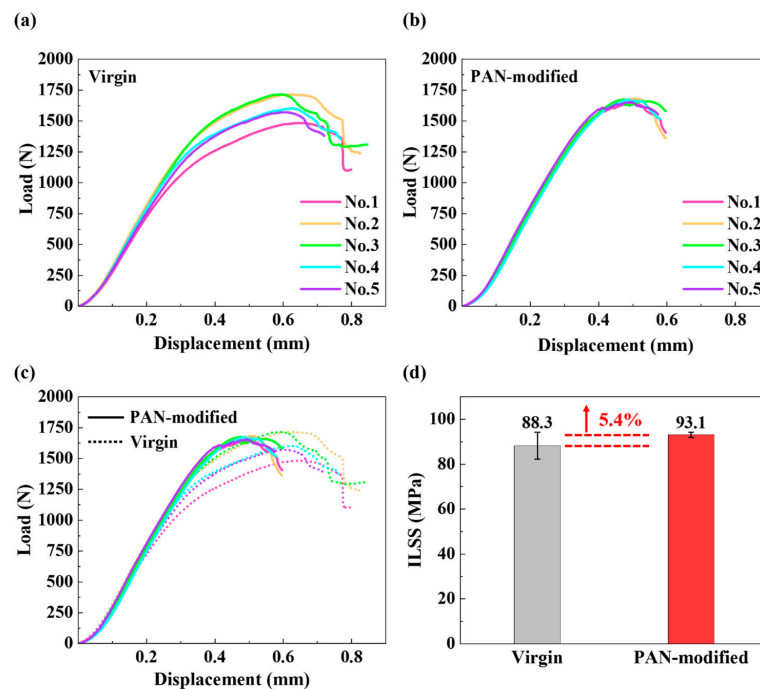 (a)
2000
1750
1500
1250
1000
750
500
250
0
Load (N)
Virgin
No.1
No.2
No.3
No.4
No.5
0.2 0.4 0.6 0.8
Displacement (mm)
(b)
2000
1750
1500
1250
1000
750
500
250
0
Load (N)
PAN-modified
No.1
No.2
No.3
No.4
No.5
0.2 0.4 0.6 0.8
Displacement (mm)
(c)
2000
1750
1500
1250
1000
750
500
250
0
Load (N)
PAN-modified
Virgin
0.2 0.4 0.6 0.8
Displacement (mm)
(d)
100
80
60
40
20
0
ILSS (MPa)
88.3
5.4%
93.1
Virgin PAN-modified